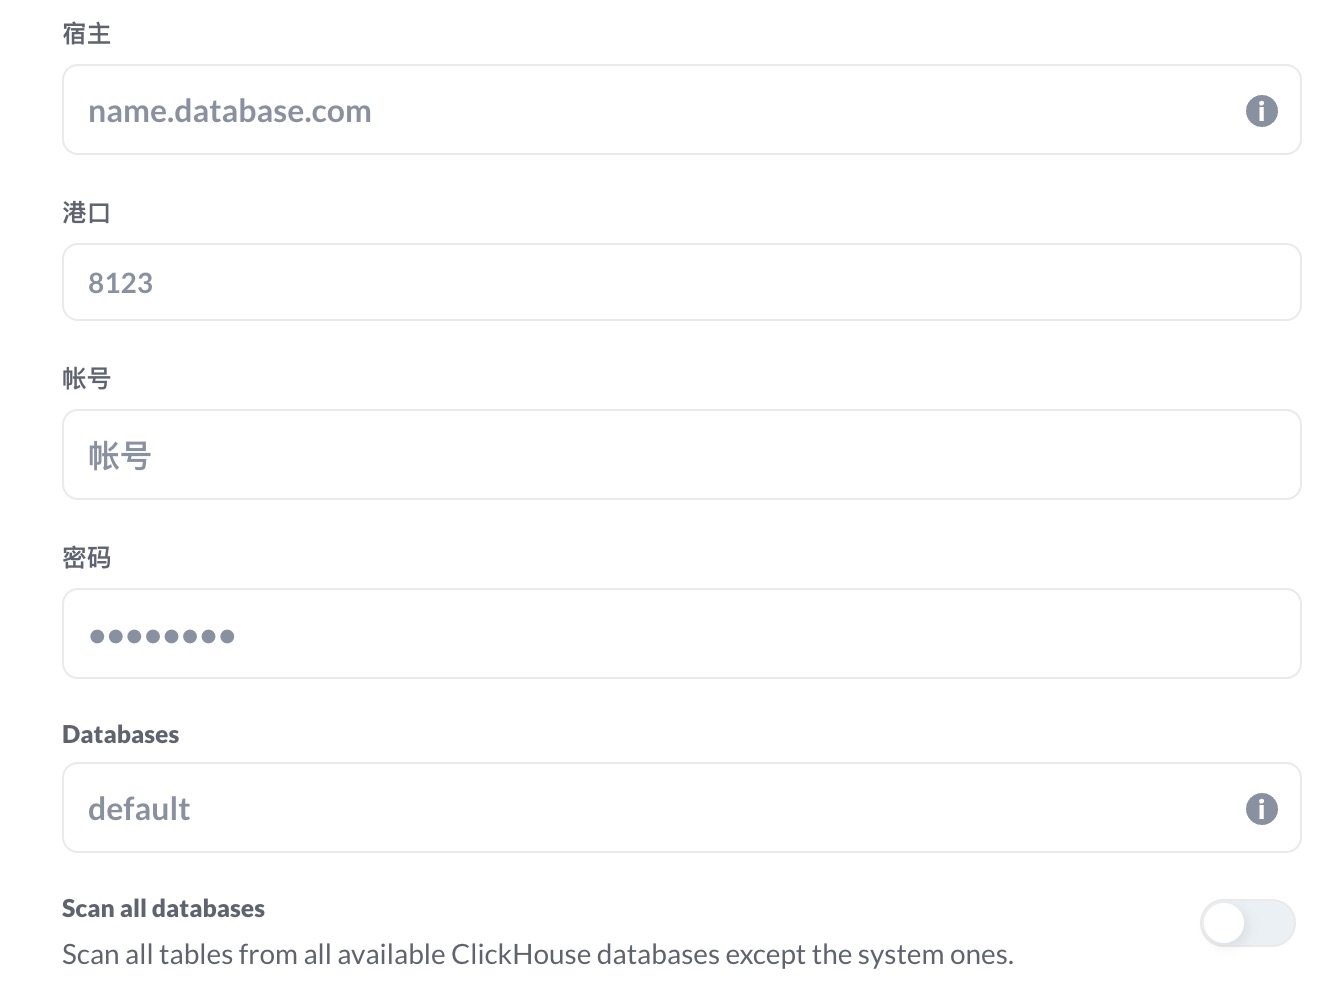 宿主
name.database.com
港口
8123
帐号
帐号
密码
••••••••
Databases
default
Scan all databases
Scan all tables from all available ClickHouse databases except the system ones.